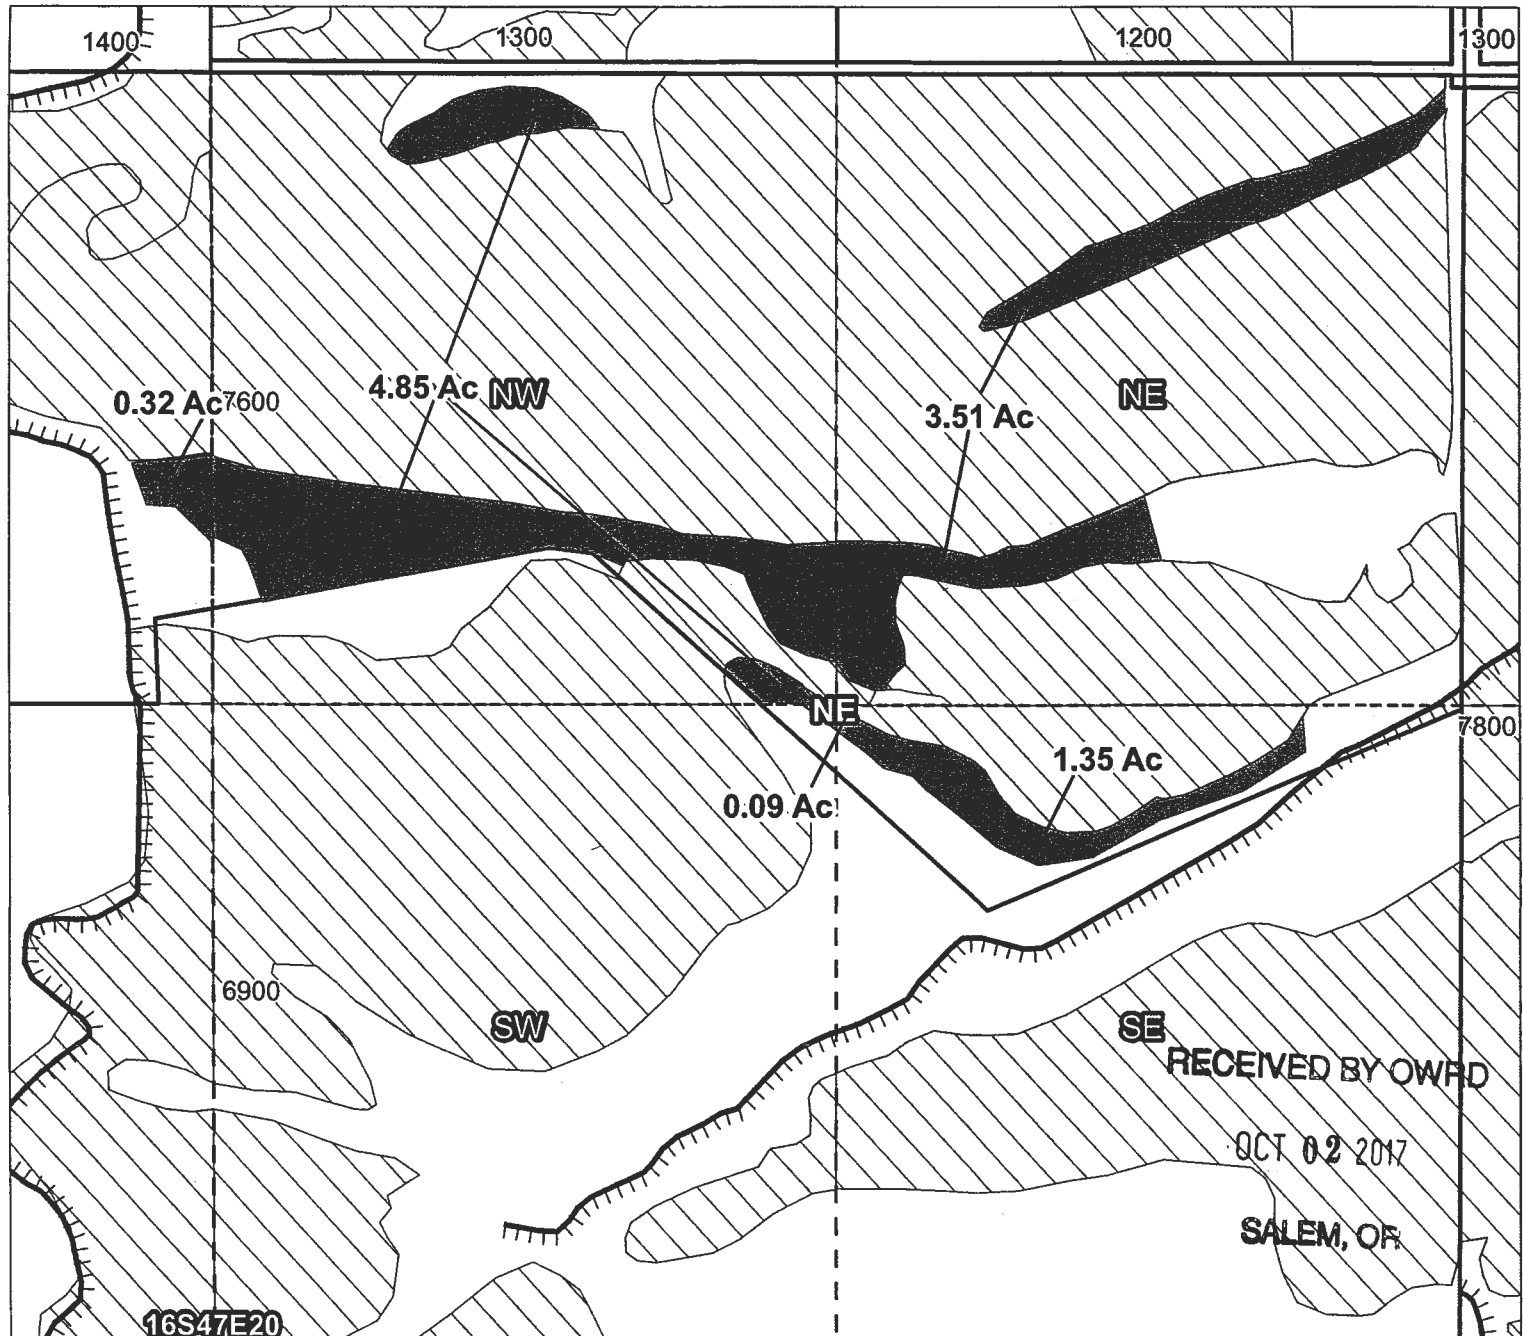 1400
1300
1200
1300
0.32 Ac
7600
4.85 Ac
NW
3.51 Ac
NE
NE
7800
1.35 Ac
0.09 Ac
6900
SW
SE
RECEIVED BY OWRD
OCT 02 2017
SALEM, OR
16S47E20